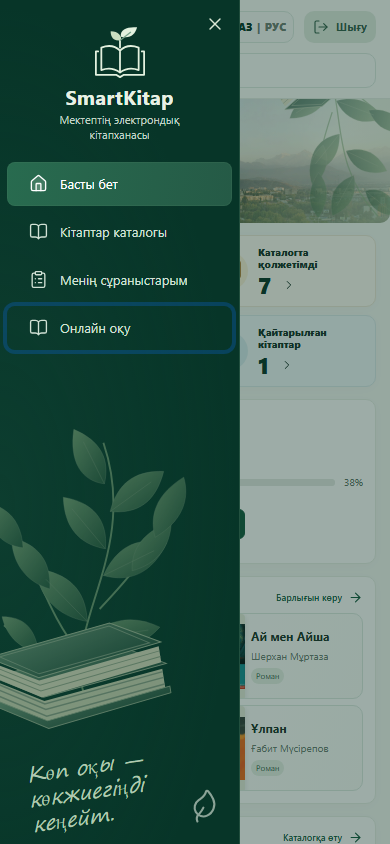 АЗ | РУС
Шығу
SmartKitap
Мектептің электрондық
кітапханасы
Басты бет
Кітаптар каталогы
Менің сұраныстарым
Онлайн оқу
Каталогта
қолжетімді
7
Қайтарылған
кітаптар
1
38%
Барлығын көру
Ай мен Айша
Шерхан Мұртаза
Роман
Ұлпан
Ғабит Мүсірепов
Роман
Каталогқа өту
Көп оқы —
көкжиегіңді
кеңейт.